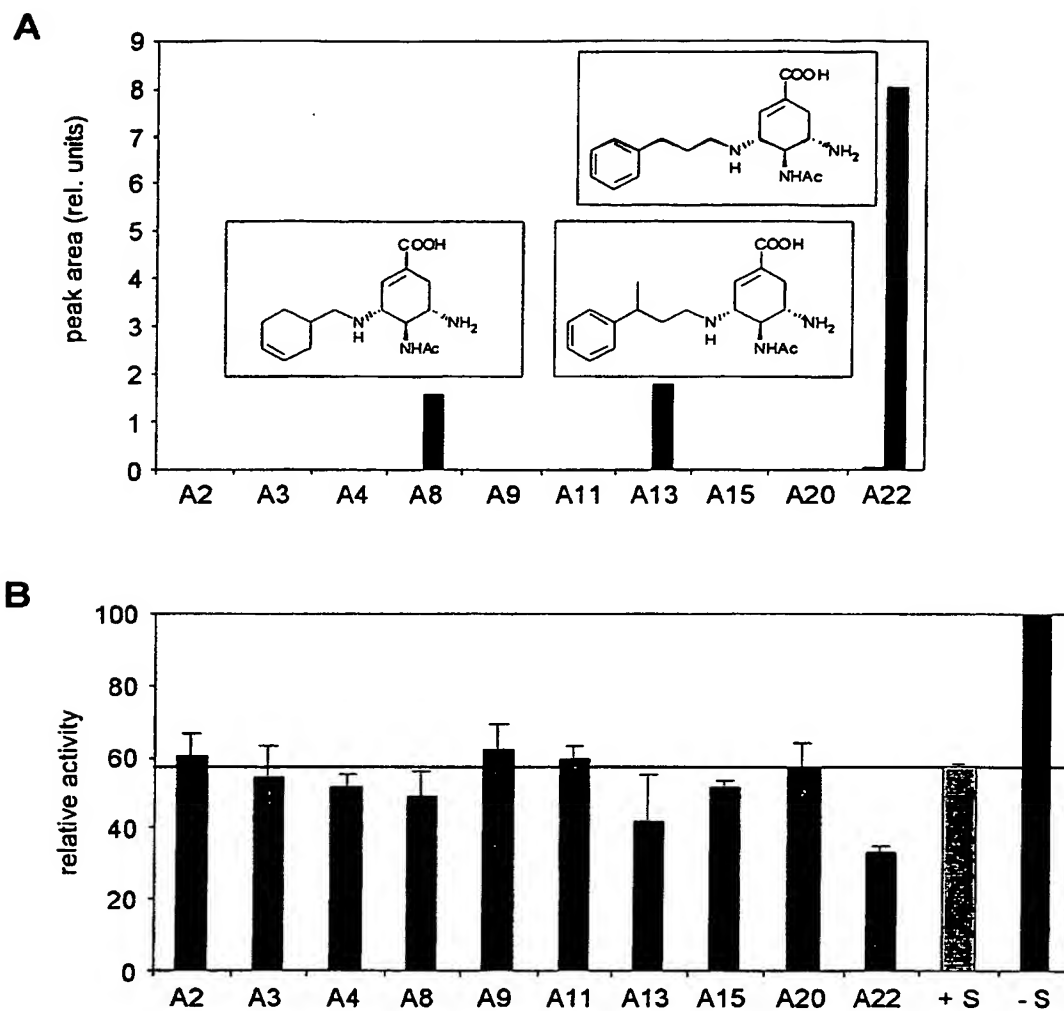 A
peak area (rel. units)
9
8
7
6
5
4
3
2
1
0
COOH
N
H
NH2
NHAc
COOH
N
H
NH2
NHAc
COOH
N
H
NH2
NHAc
A2 A3 A4 A8 A9 A11 A13 A15 A20 A22
B
relative activity
100
80
60
40
20
0
A2 A3 A4 A8 A9 A11 A13 A15 A20 A22 + S - S